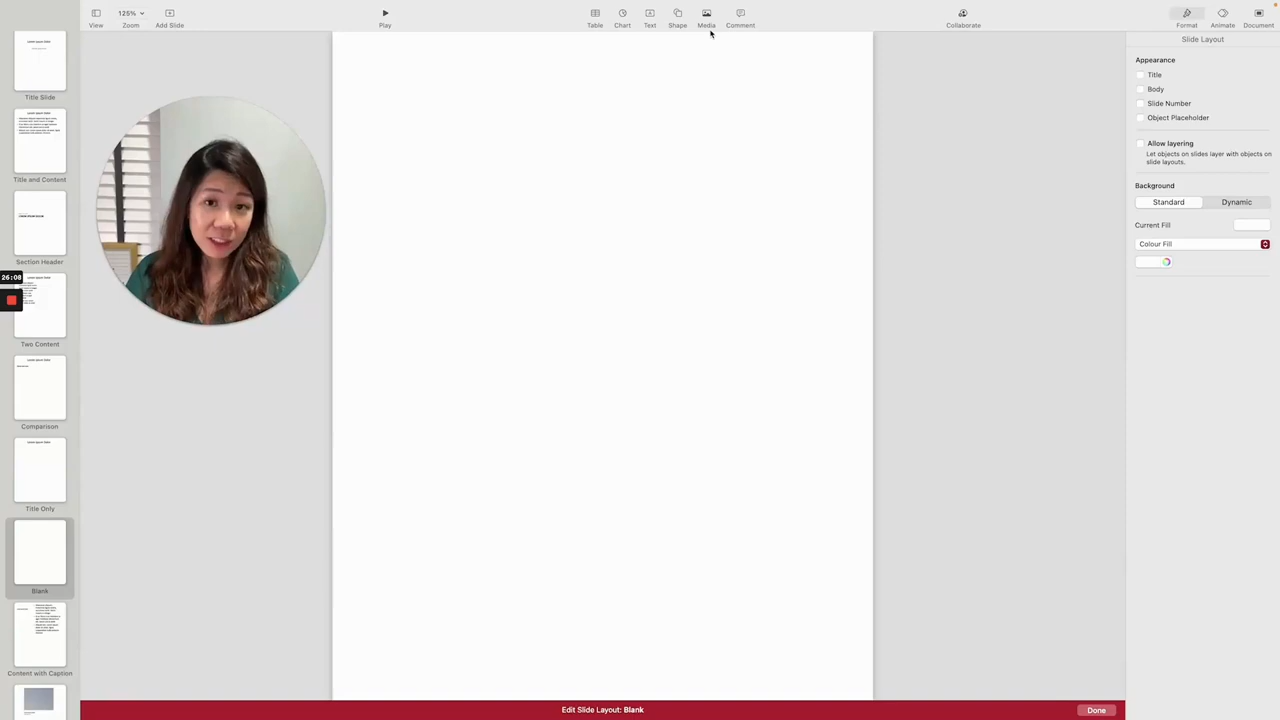 125%
View
Zoom
Add Slide
Play
Table
Chart
Text
Shape
Media
Comment
Collaborate
Format
Animate
Document
Title Slide
Title and Content
Section Header
26:08
Two Content
Comparison
Title Only
Blank
Content with Caption
Slide Layout
Appearance
Title
Body
Slide Number
Object Placeholder
Allow layering
Let objects on slides layer with objects on
slide layouts.
Background
Standard
Dynamic
Current Fill
Colour Fill
Edit Slide Layout: Blank
Done